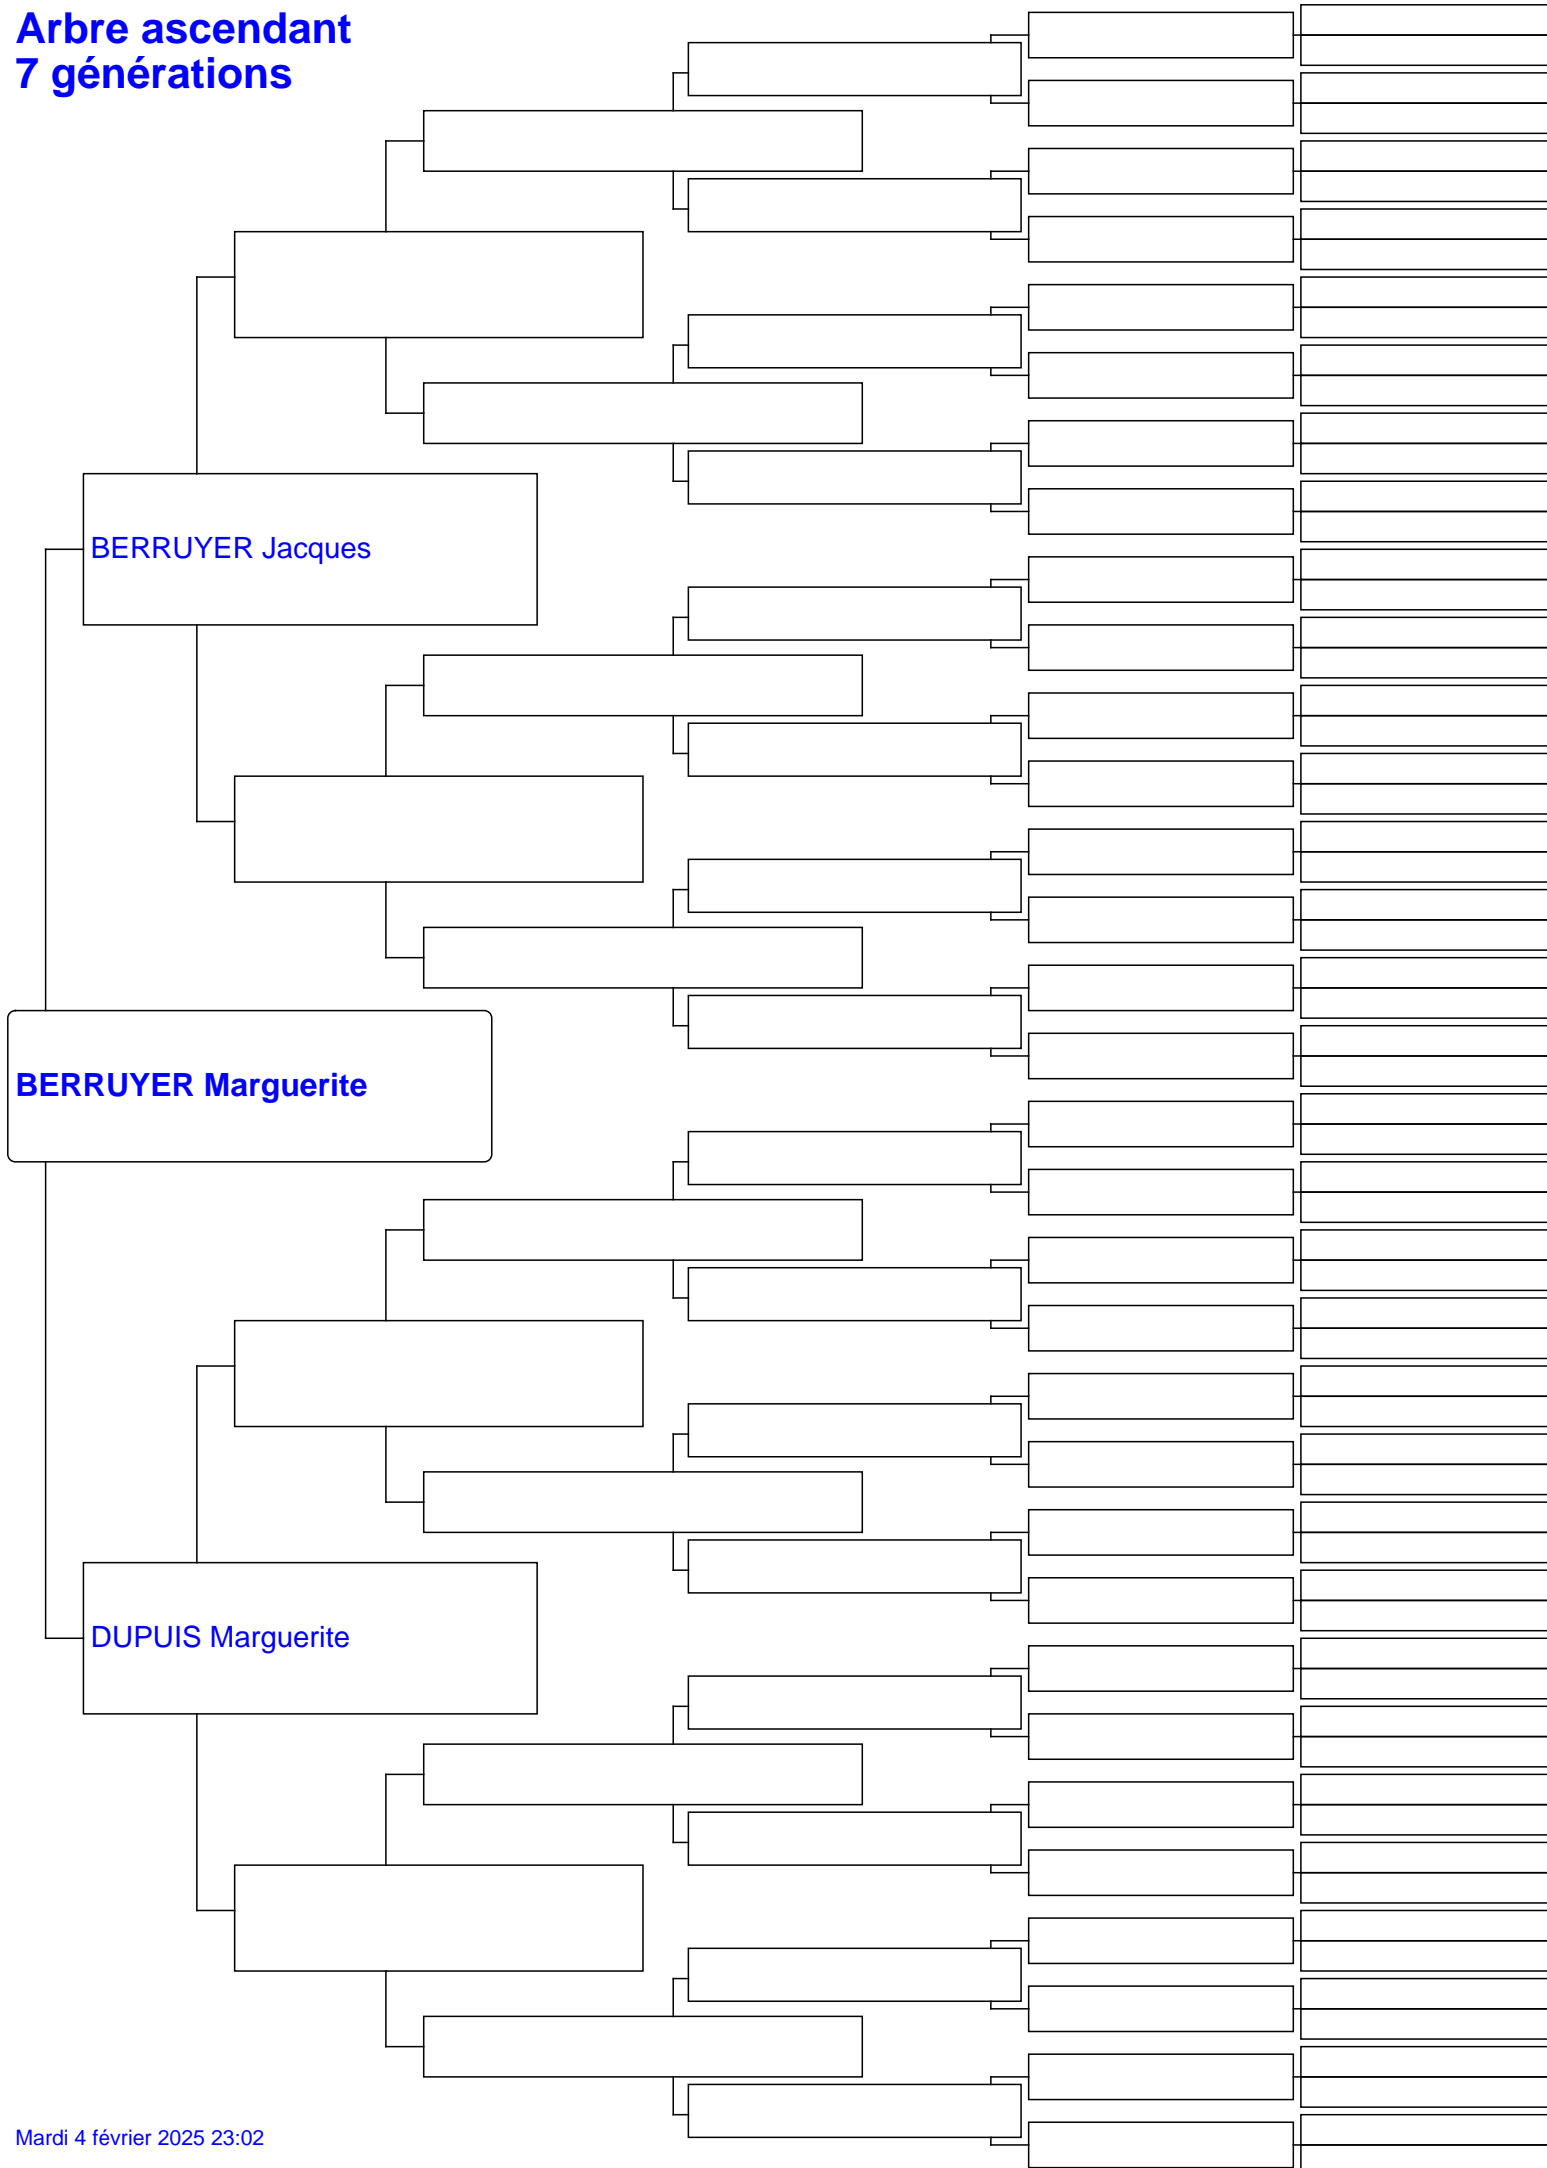 Arbre ascendant
7 générations
BERRUYER Jacques
BERRUYER Marguerite
DUPUIS Marguerite
Mardi 4 février 2025 23:02